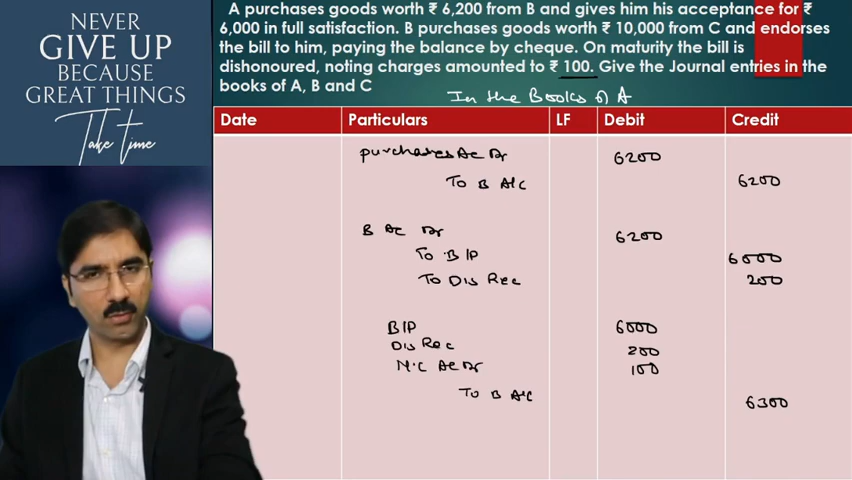 NEVER
GIVE UP
BECAUSE
GREAT THINGS
Take time
A purchases goods worth ₹ 6,200 from B and gives him his acceptance for ₹
6,000 in full satisfaction. B purchases goods worth ₹ 10,000 from C and endorses
the bill to him, paying the balance by cheque. On maturity the bill is
dishonoured, noting charges amounted to ₹ 100. Give the Journal entries in the
books of A, B and C
In the Books of A
Date Particulars LF Debit Credit
purchases Ac Dr 6200
To B A/c 6200
B Ac Dr 6200
To B/P 6000
To Dis Rec 200
B/P 6000
Dis Rec 200
N.C Ac Dr 100
To B A/c 6300